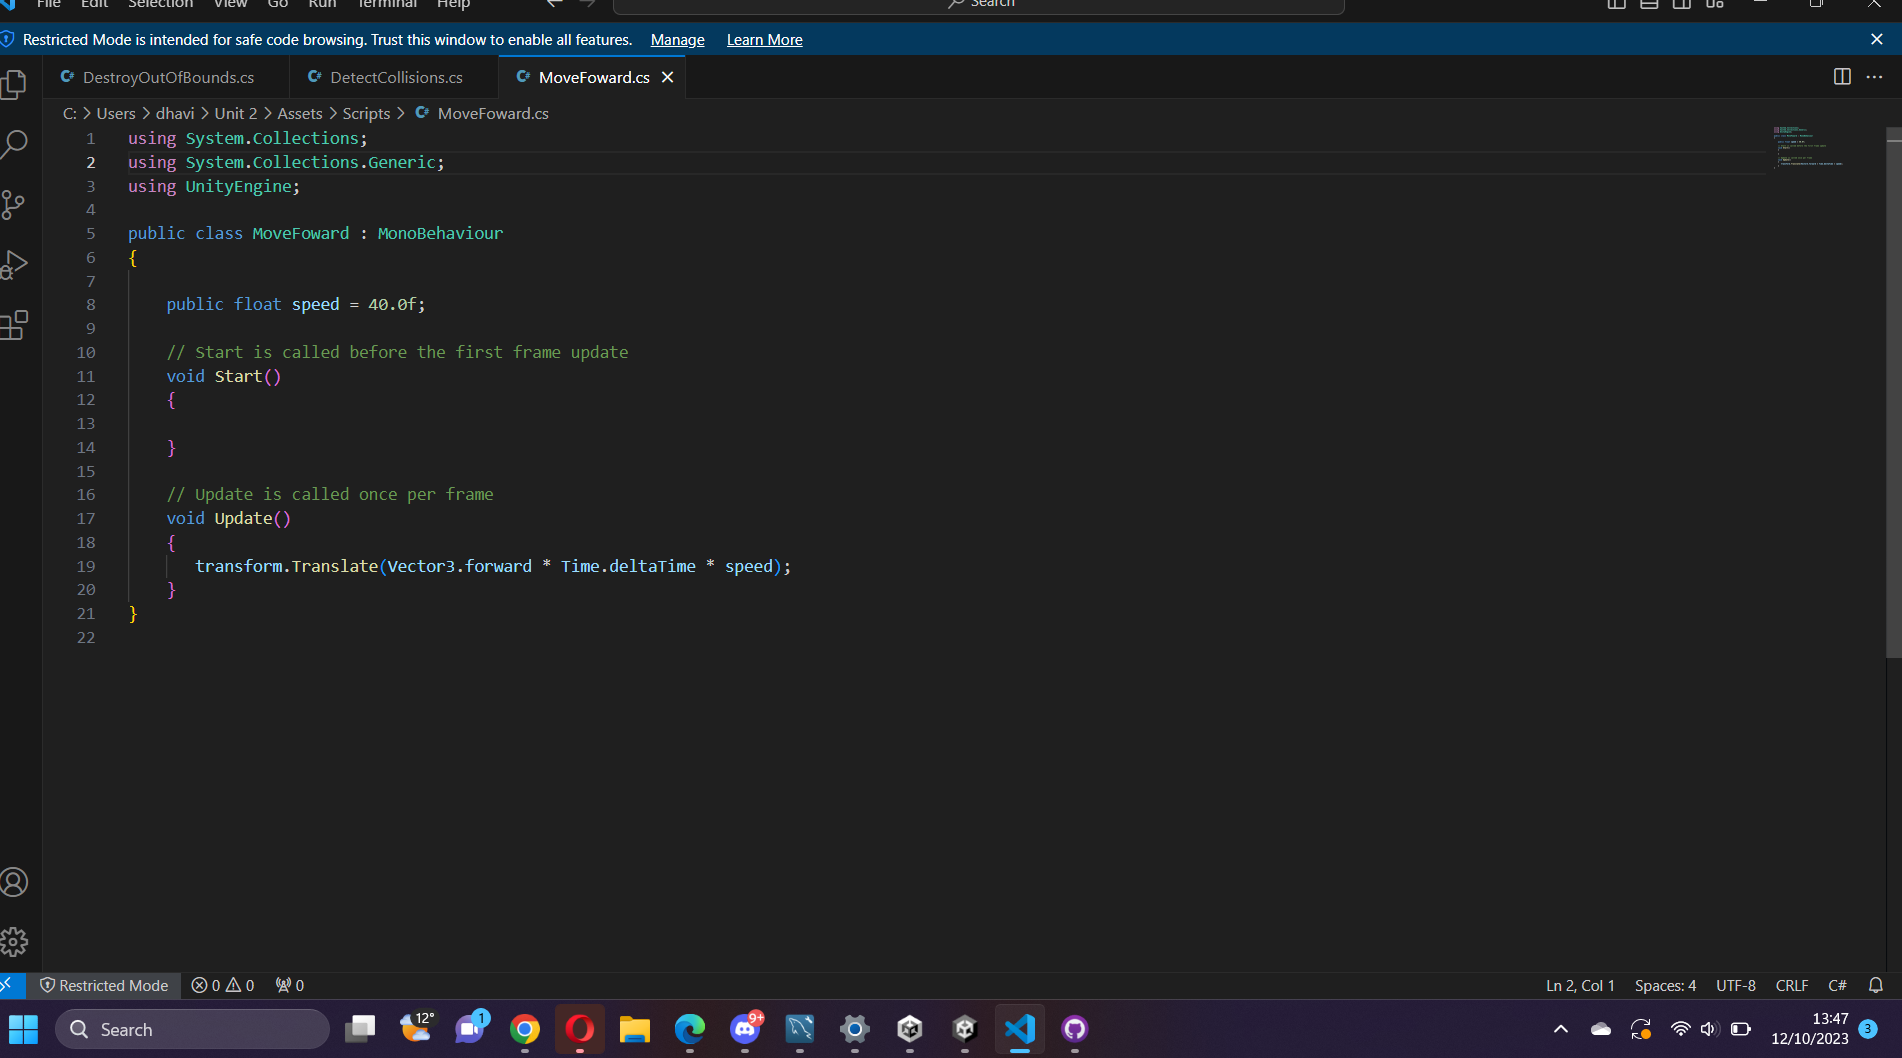 File Edit Selection View Go Run Terminal Help Search
Restricted Mode is intended for safe code browsing. Trust this window to enable all features. Manage Learn More
DestroyOutOfBounds.cs DetectCollisions.cs MoveFoward.cs
C: > Users > dhavi > Unit 2 > Assets > Scripts > MoveFoward.cs
1 using System.Collections;
2 using System.Collections.Generic;
3 using UnityEngine;
4
5 public class MoveFoward : MonoBehaviour
6 {
7
8 public float speed = 40.0f;
9
10 // Start is called before the first frame update
11 void Start()
12 {
13
14 }
15
16 // Update is called once per frame
17 void Update()
18 {
19 transform.Translate(Vector3.forward * Time.deltaTime * speed);
20 }
21 }
22
Restricted Mode 0 0 0 Ln 2, Col 1 Spaces: 4 UTF-8 CRLF C#
Search 12° 1 9+ 13:47 3
12/10/2023